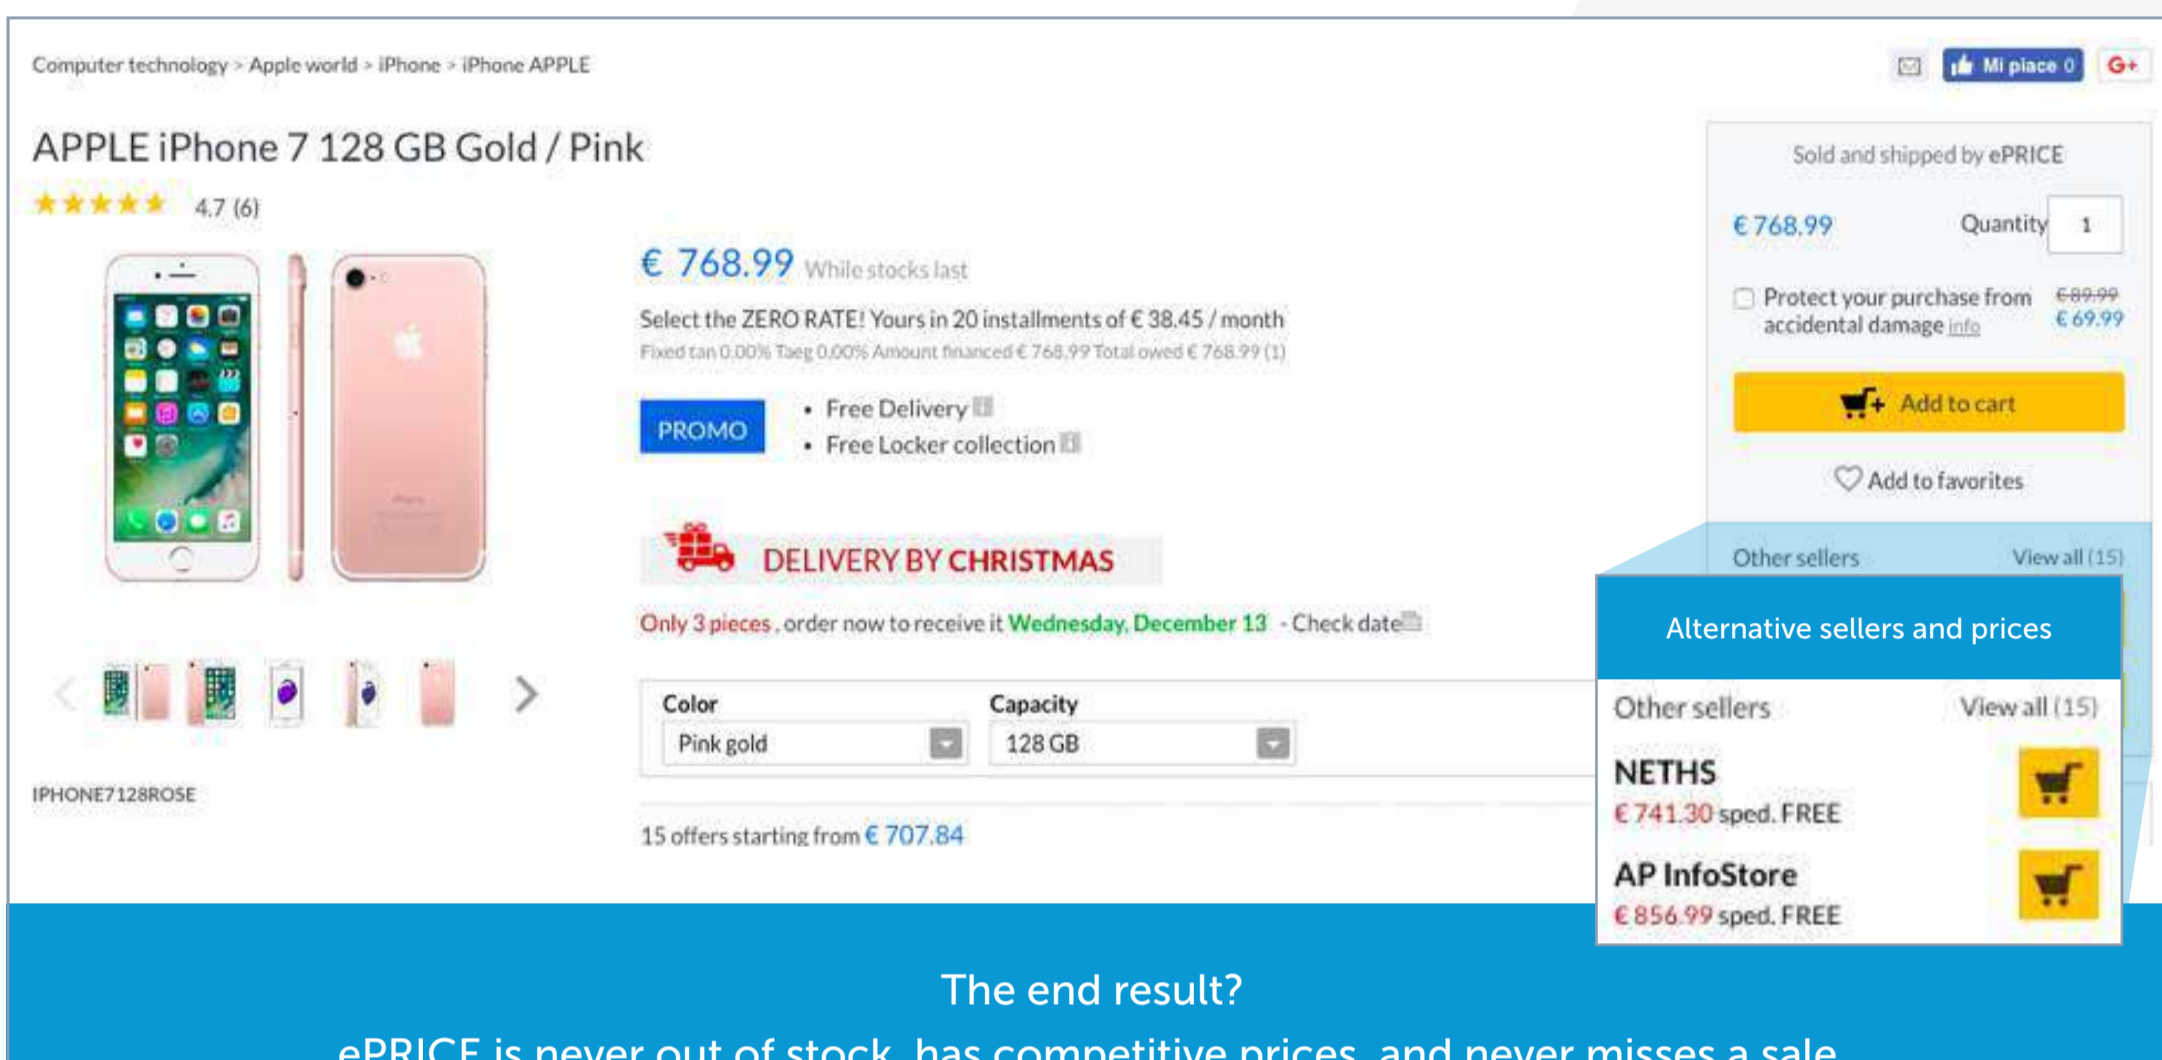 Computer technology > Apple world > iPhone > iPhone APPLE
Mi piace 0
G+
APPLE iPhone 7 128 GB Gold / Pink
4.7 (6)
€ 768.99 While stocks last
Select the ZERO RATE! Yours in 20 installments of € 38.45 / month
Fixed tan 0.00% Taeg 0.00% Amount financed € 768.99 Total owed € 768.99 (1)
PROMO
• Free Delivery
• Free Locker collection
DELIVERY BY CHRISTMAS
Only 3 pieces , order now to receive it Wednesday, December 13 - Check date
Color
Capacity
Pink gold
128 GB
IPHONE7128ROSE
15 offers starting from € 707.84
Sold and shipped by ePRICE
€ 768.99 Quantity 1
Protect your purchase from € 89.99
accidental damage info € 69.99
Add to cart
Add to favorites
Other sellers View all (15)
Alternative sellers and prices
Other sellers View all (15)
NETHS
€ 741.30 sped. FREE
AP InfoStore
€ 856.99 sped. FREE
The end result?
ePRICE is never out of stock, has competitive prices, and never misses a sale